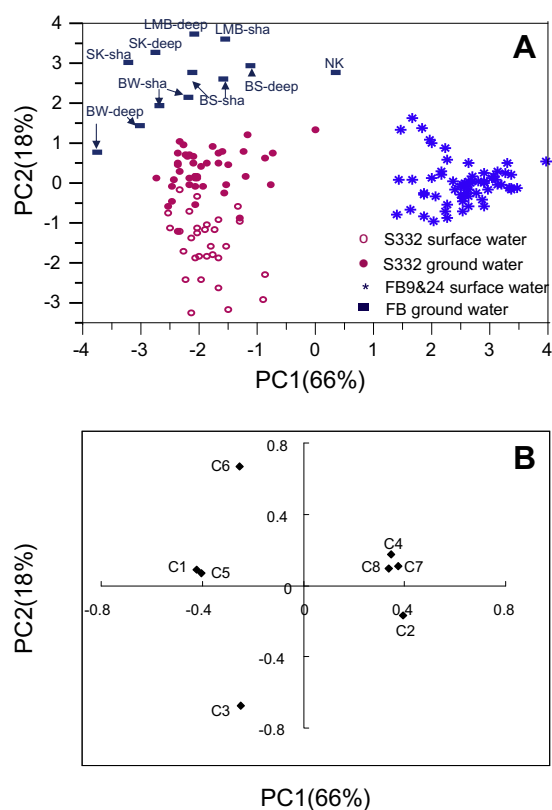 A
PC2(18%)
4
3
2
1
0
-1
-2
-3
LMB-deep
LMB-sha
SK-deep
SK-sha
NK
BW-sha
BS-deep
BS-sha
BW-deep
S332 surface water
S332 ground water
FB9&24 surface water
FB ground water
-4 -3 -2 -1 0 1 2 3 4
PC1(66%)
B
PC2(18%)
0.8
C6
0.4
C4
C1 C5 C8 C7
-0.8 -0.4 0 0.4 0.8
C2
-0.4
C3
-0.8
PC1(66%)